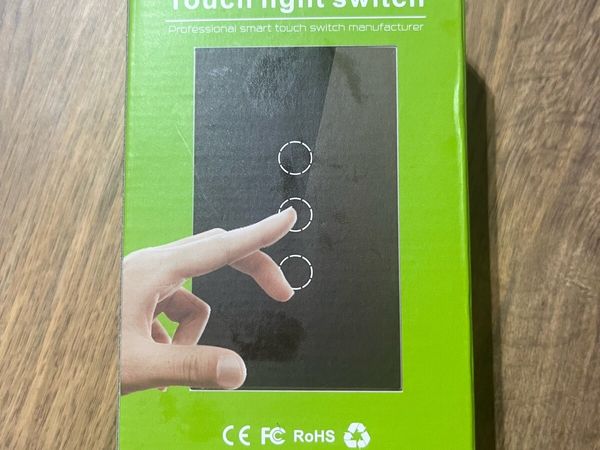 Touch light switch
Professional smart touch switch manufacturer
CE FC RoHS